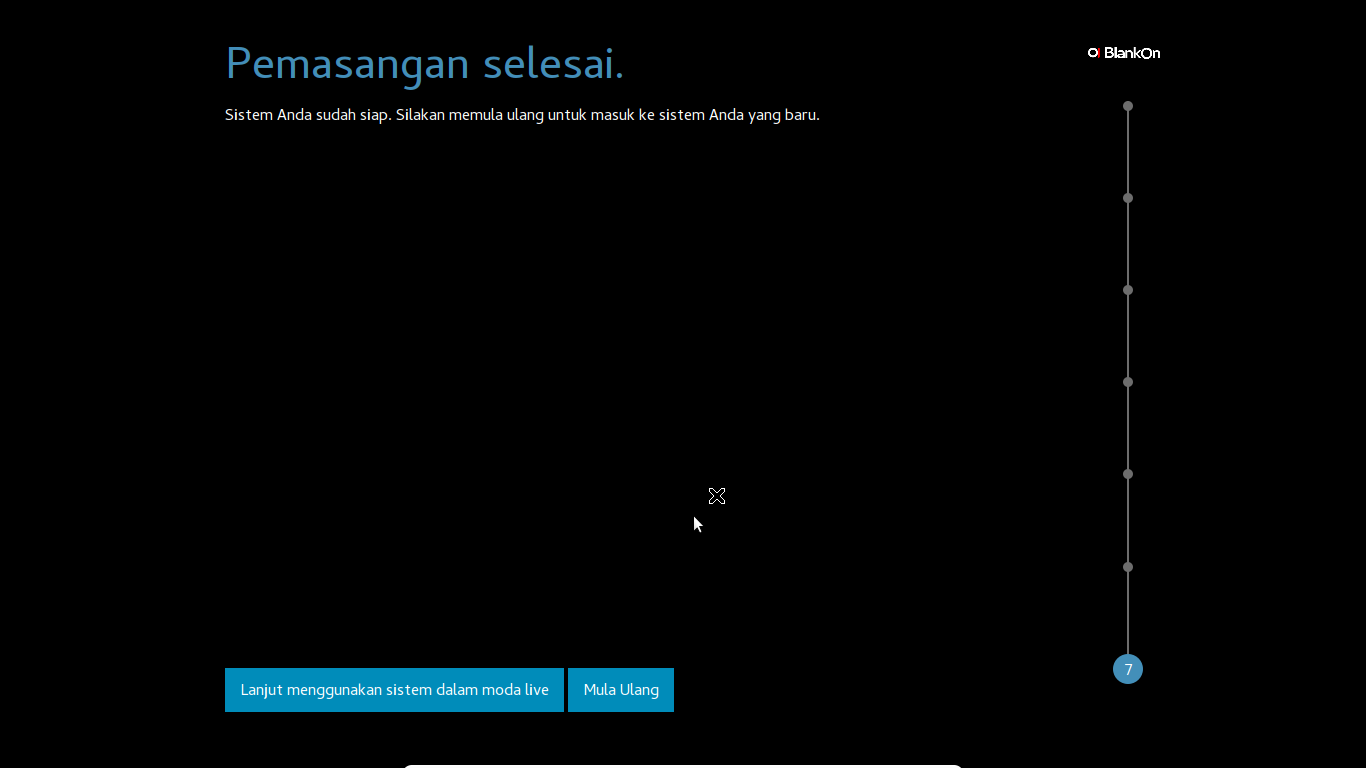 Pemasangan selesai.
BlankOn
Sistem Anda sudah siap. Silakan memula ulang untuk masuk ke sistem Anda yang baru.
7
Lanjut menggunakan sistem dalam moda live
Mula Ulang